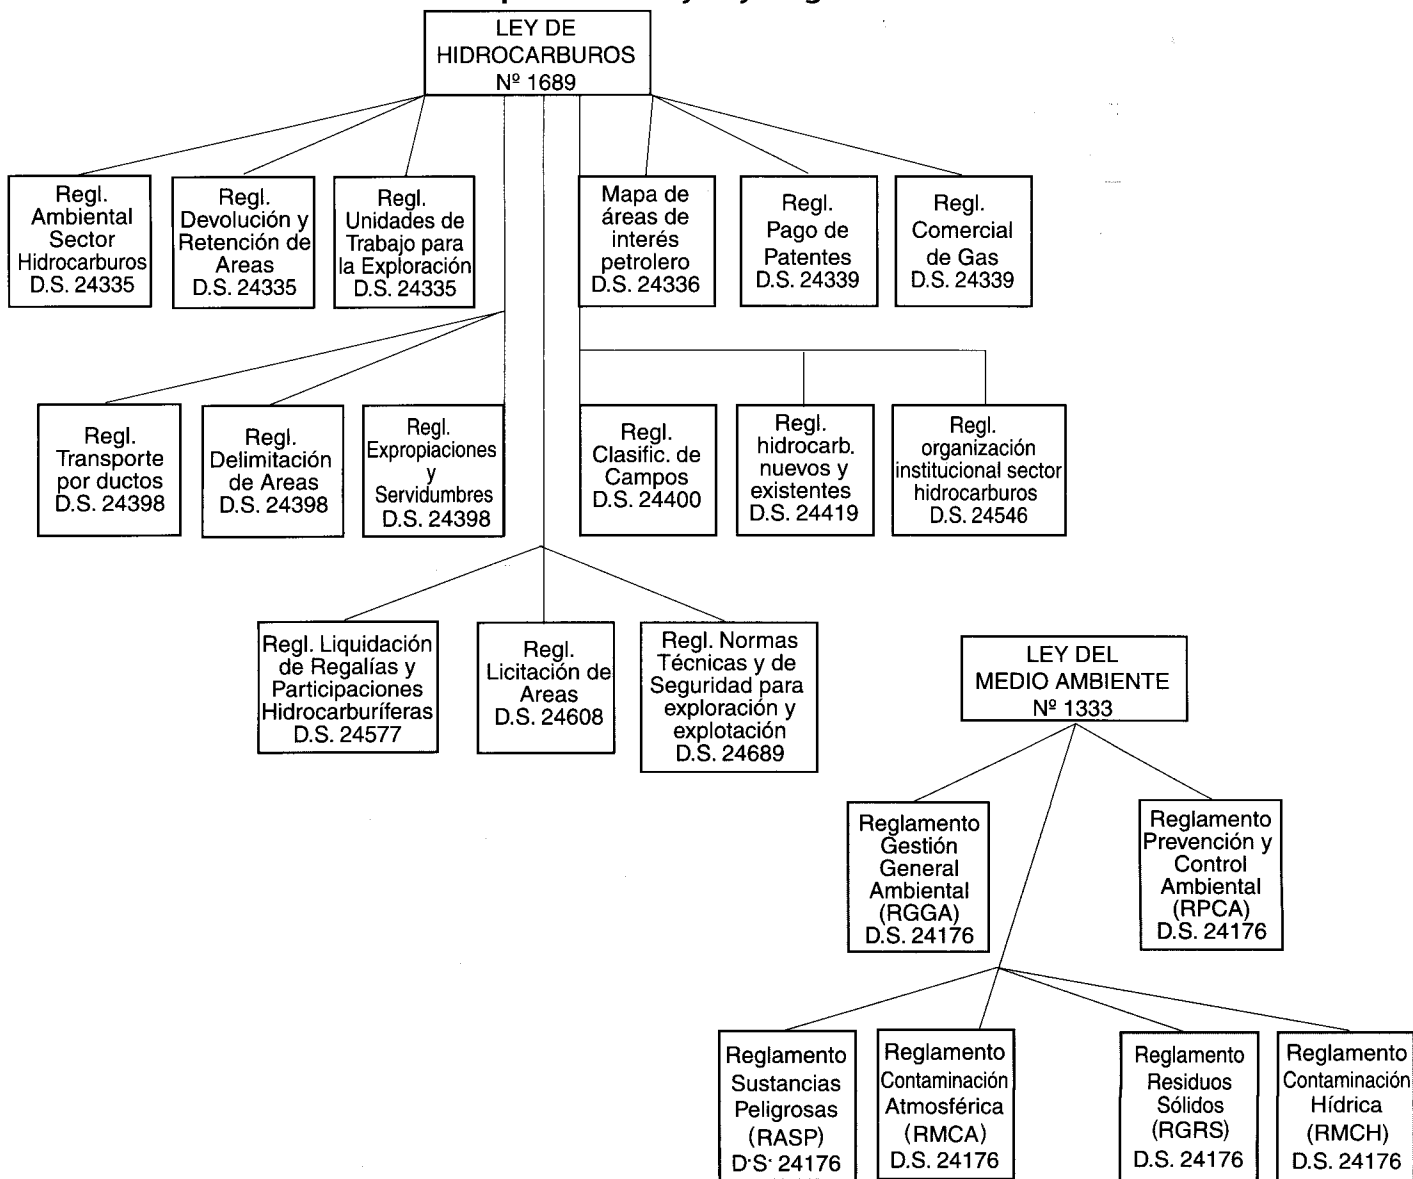 LEY DE
HIDROCARBUROS
Nº 1689
Regl.
Ambiental
Sector
Hidrocarburos
D.S. 24335
Regl.
Devolución y
Retención de
Areas
D.S. 24335
Regl.
Unidades de
Trabajo para
la Exploración
D.S. 24335
Mapa de
áreas de
interés
petrolero
D.S. 24336
Regl.
Pago de
Patentes
D.S. 24339
Regl.
Comercial
de Gas
D.S. 24339
Regl.
Transporte
por ductos
D.S. 24398
Regl.
Delimitación
de Areas
D.S. 24398
Regl.
Expropiaciones
y
Servidumbres
D.S. 24398
Regl.
Clasific. de
Campos
D.S. 24400
Regl.
hidrocarb.
nuevos y
existentes
D.S. 24419
Regl.
organización
institucional sector
hidrocarburos
D.S. 24546
Regl. Liquidación
de Regalías y
Participaciones
Hidrocarburíferas
D.S. 24577
Regl.
Licitación de
Areas
D.S. 24608
Regl. Normas
Técnicas y de
Seguridad para
exploración y
explotación
D.S. 24689
LEY DEL
MEDIO AMBIENTE
Nº 1333
Reglamento
Gestión
General
Ambiental
(RGGA)
D.S. 24176
Reglamento
Prevención y
Control
Ambiental
(RPCA)
D.S. 24176
Reglamento
Sustancias
Peligrosas
(RASP)
D.S. 24176
Reglamento
Contaminación
Atmosférica
(RMCA)
D.S. 24176
Reglamento
Residuos
Sólidos
(RGRS)
D.S. 24176
Reglamento
Contaminación
Hídrica
(RMCH)
D.S. 24176